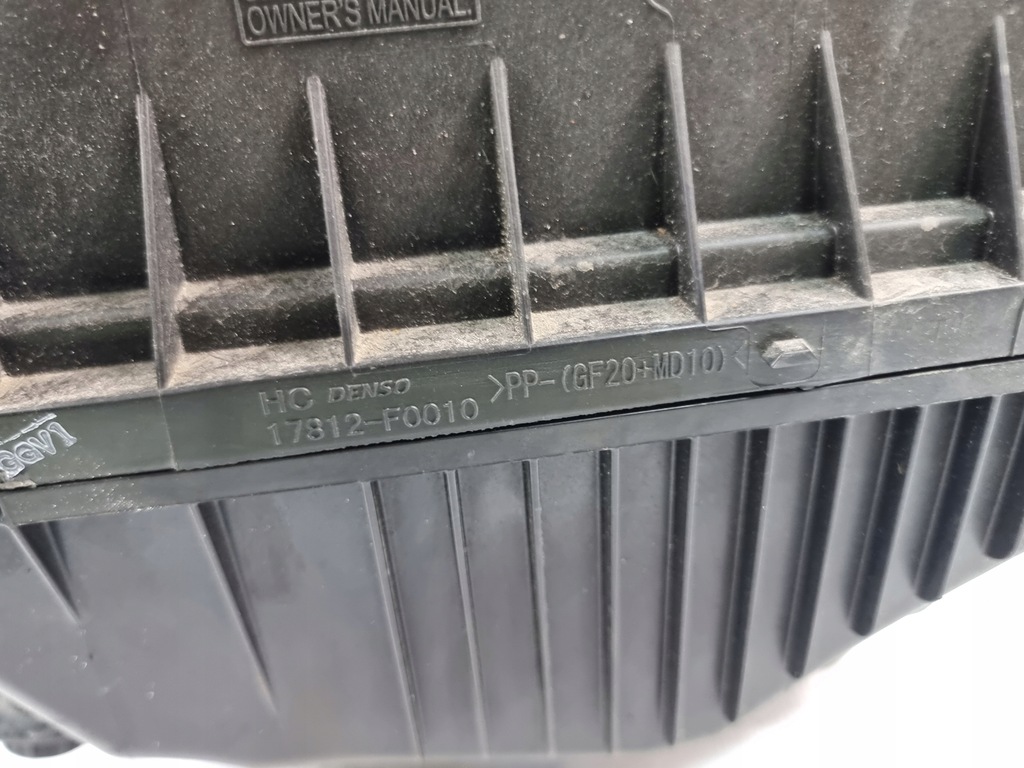 OWNER'S MANUAL.
HC DENSO
17812-F0010
>PP-(GF20+MD10)<